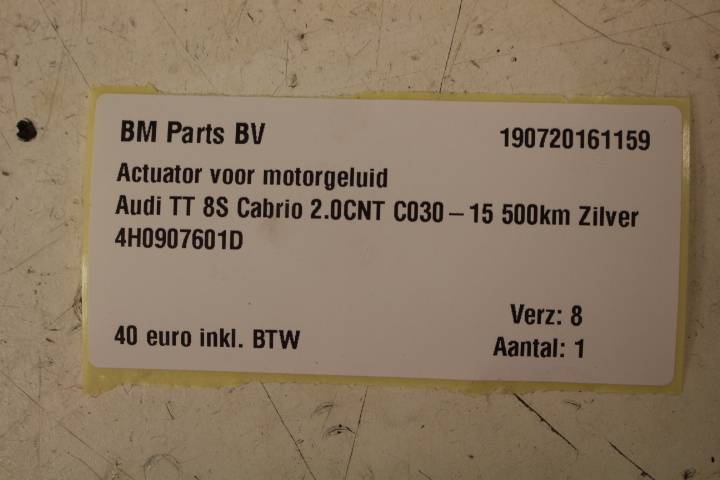 BM Parts BV 190720161159
Actuator voor motorgeluid
Audi TT 8S Cabrio 2.0CNT C030 – 15 500km Zilver
4H0907601D
Verz: 8
40 euro inkl. BTW Aantal: 1